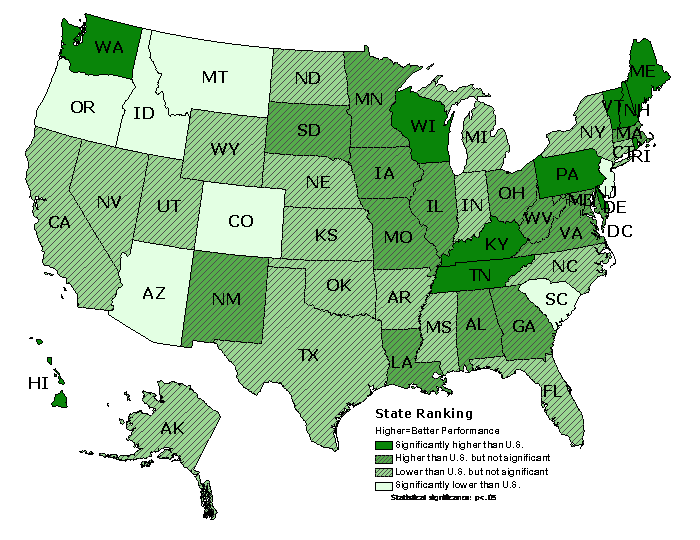 WA
MT
ND
MN
ME
VT
NH
OR
ID
SD
WI
MI
NY
MA
CT
RI
WY
NE
IA
PA
NJ
NV
UT
CO
KS
MO
IL
IN
OH
WV
MD
DE
DC
CA
VA
KY
TN
NC
SC
AZ
NM
OK
AR
MS
AL
GA
TX
LA
FL
HI
AK
State Ranking
Higher=Better Performance
Significantly higher than U.S.
Higher than U.S. but not significant
Lower than U.S. but not significant
Significantly lower than U.S.
Statistical significance: p<.05